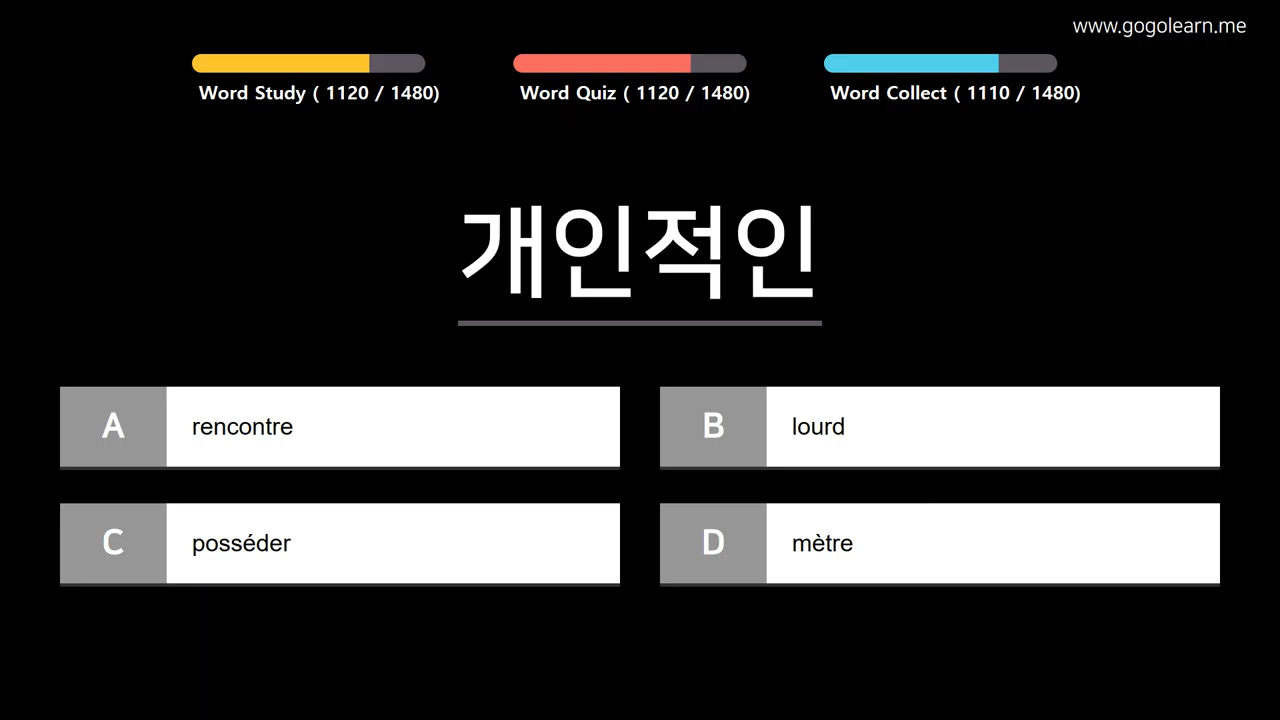 www.gogolearn.me
Word Study ( 1120 / 1480)
Word Quiz ( 1120 / 1480)
Word Collect ( 1110 / 1480)
개인적인
A rencontre
B lourd
C posséder
D mètre